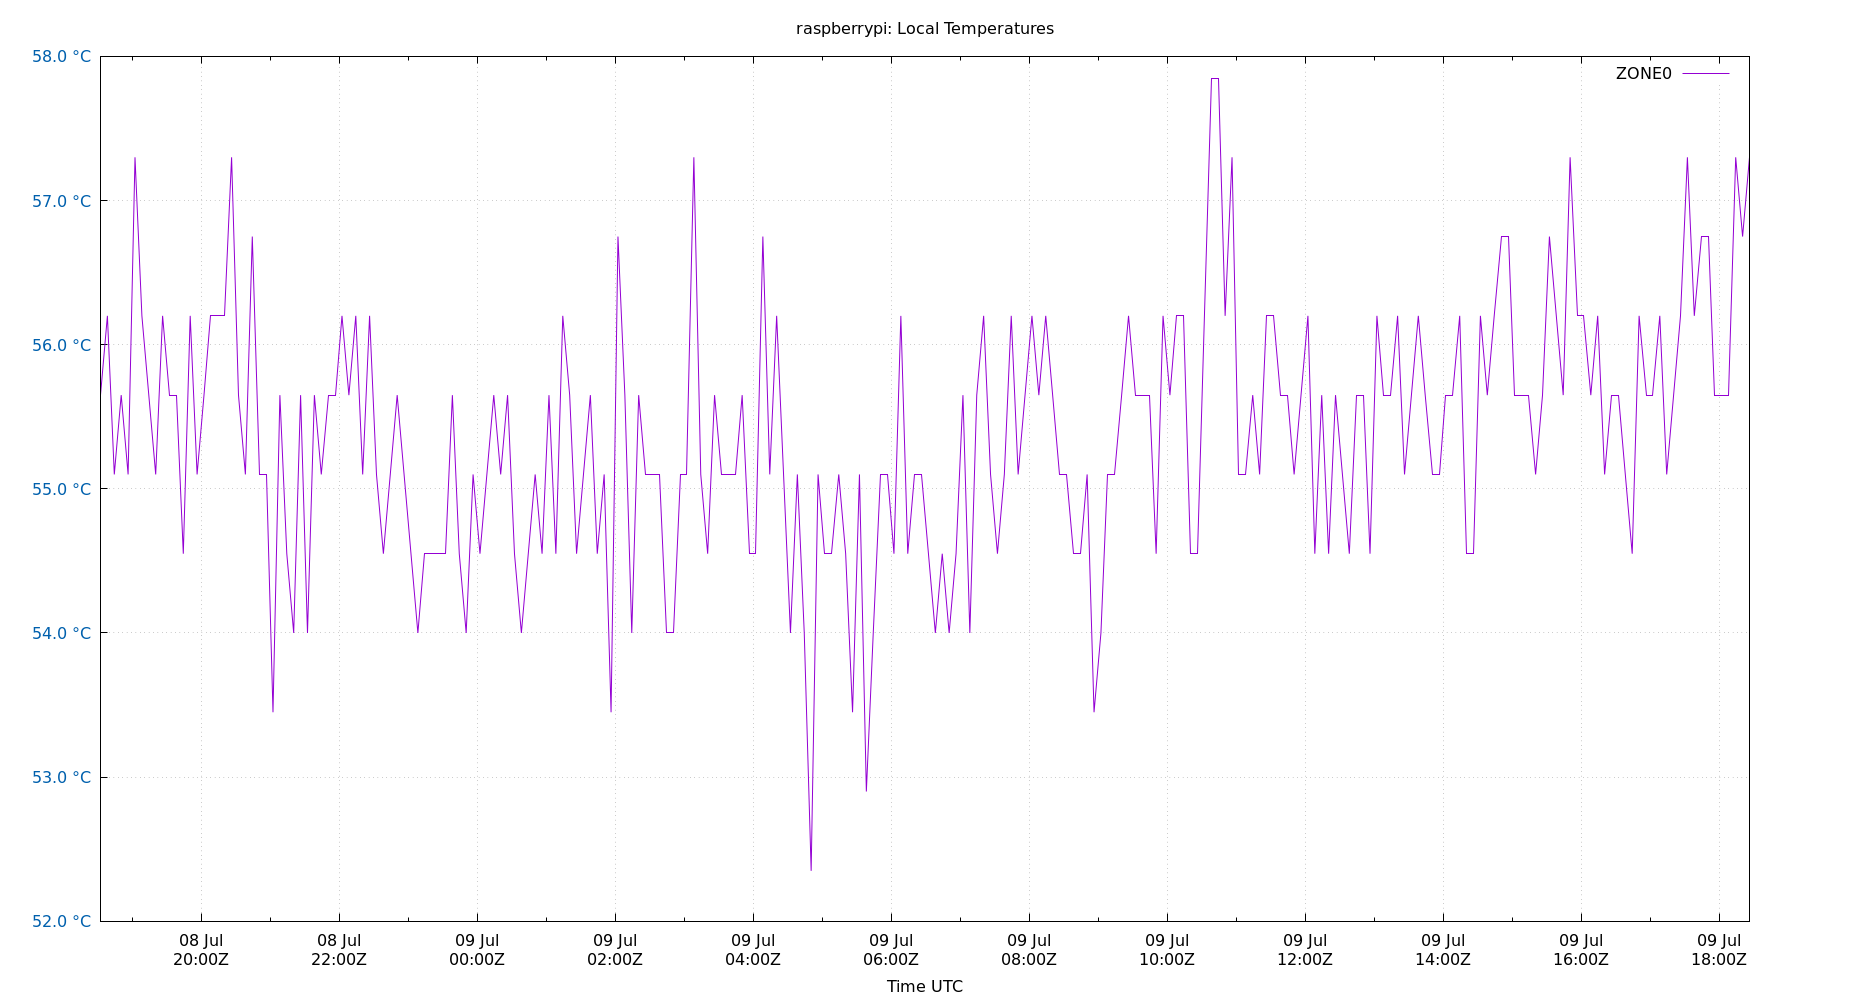 raspberrypi: Local Temperatures
58.0 °C
ZONE0
57.0 °C
56.0 °C
55.0 °C
54.0 °C
53.0 °C
52.0 °C
08 Jul 08 Jul 09 Jul 09 Jul 09 Jul 09 Jul 09 Jul 09 Jul 09 Jul 09 Jul 09 Jul 09 Jul
20:00Z 22:00Z 00:00Z 02:00Z 04:00Z 06:00Z 08:00Z 10:00Z 12:00Z 14:00Z 16:00Z 18:00Z
Time UTC